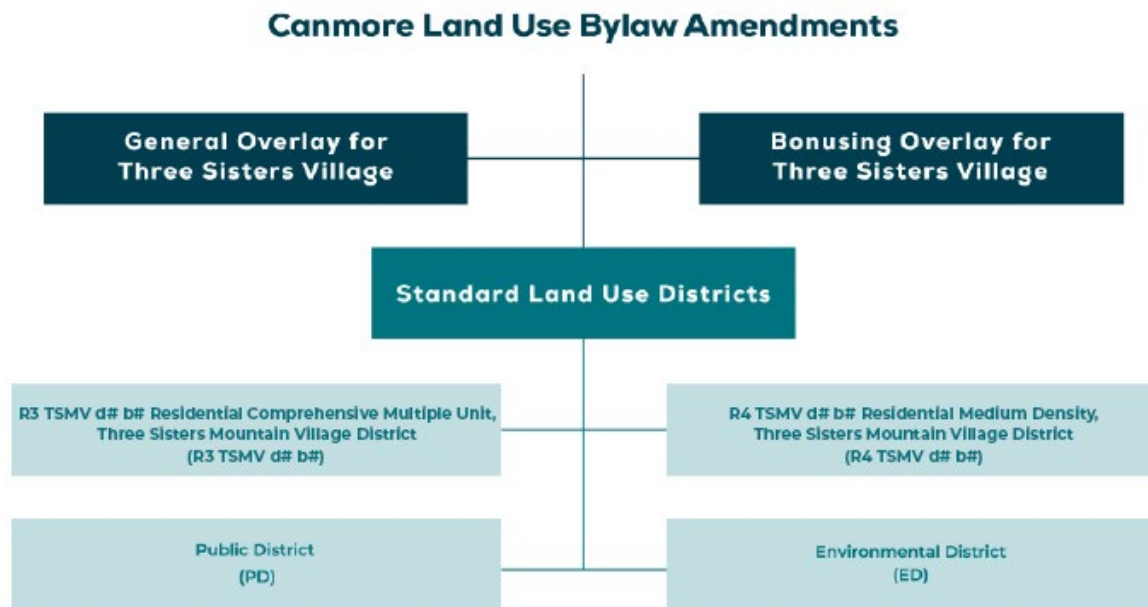 Canmore Land Use Bylaw Amendments
General Overlay for
Three Sisters Village
Bonusing Overlay for
Three Sisters Village
Standard Land Use Districts
R3 TSMV d# b# Residential Comprehensive Multiple Unit,
Three Sisters Mountain Village District
(R3 TSMV d# b#)
R4 TSMV d# b# Residential Medium Density,
Three Sisters Mountain Village District
(R4 TSMV d# b#)
Public District
(PD)
Environmental District
(ED)